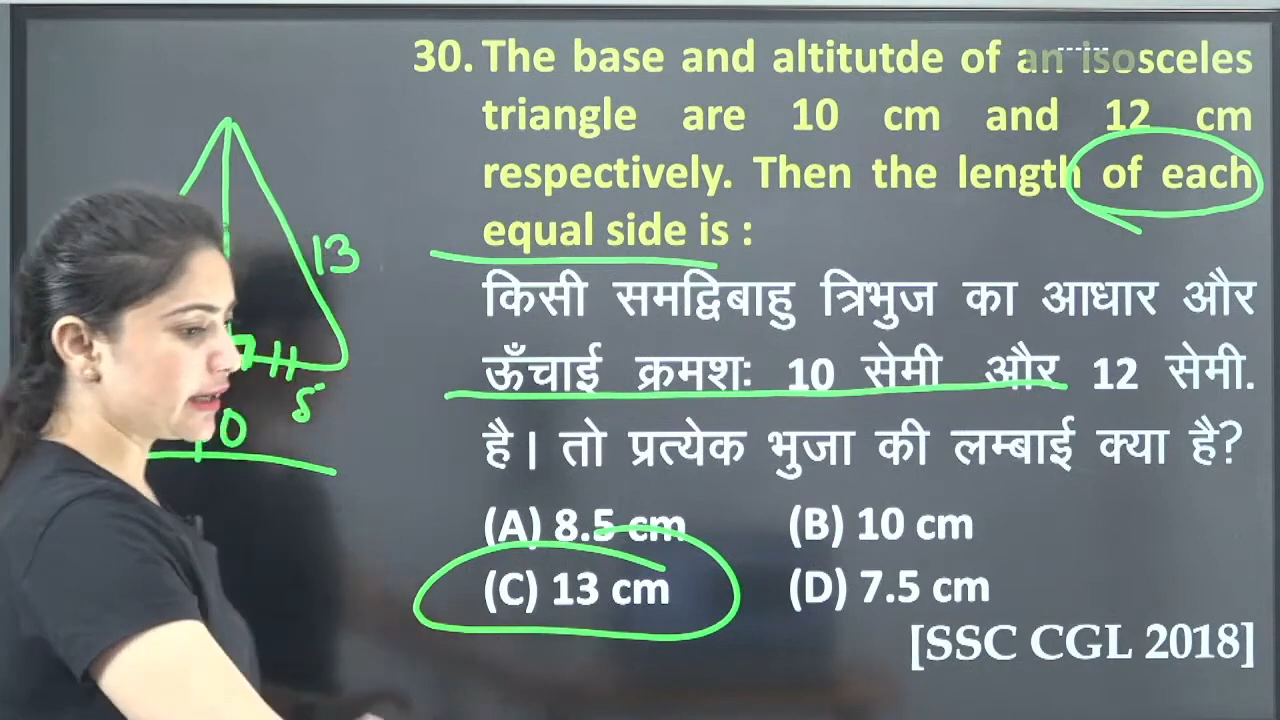 30. The base and altitutde of an isosceles
triangle are 10 cm and 12 cm
respectively. Then the length of each
equal side is :
किसी समद्विबाहु त्रिभुज का आधार और
ऊँचाई क्रमशः 10 सेमी और 12 सेमी.
है। तो प्रत्येक भुजा की लम्बाई क्या है?
(A) 8.5 cm (B) 10 cm
(C) 13 cm (D) 7.5 cm
[SSC CGL 2018]
13
5
10